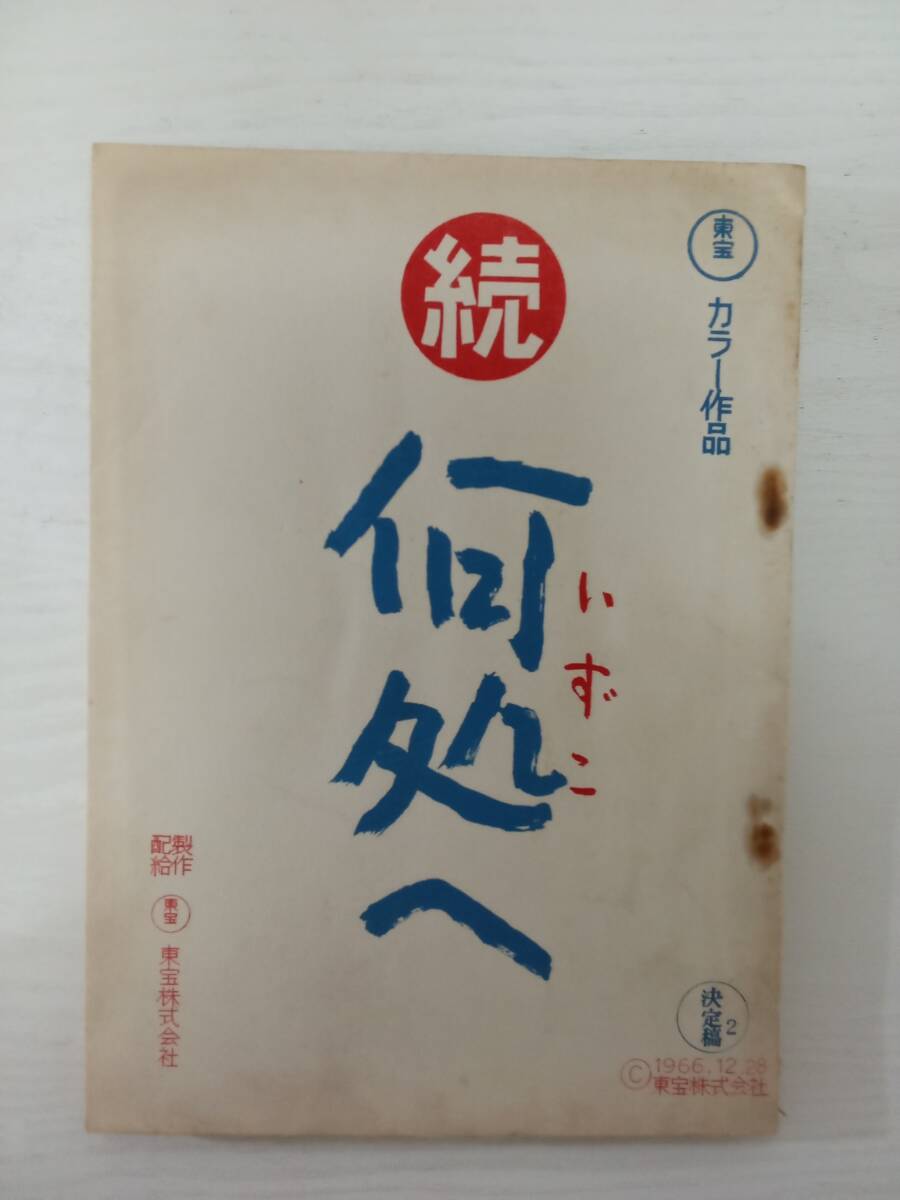 東宝
カラー作品
続
何処へ
いずこ
製作
配給
東宝
東宝株式会社
決定稿
2
©1966.12.28
東宝株式会社